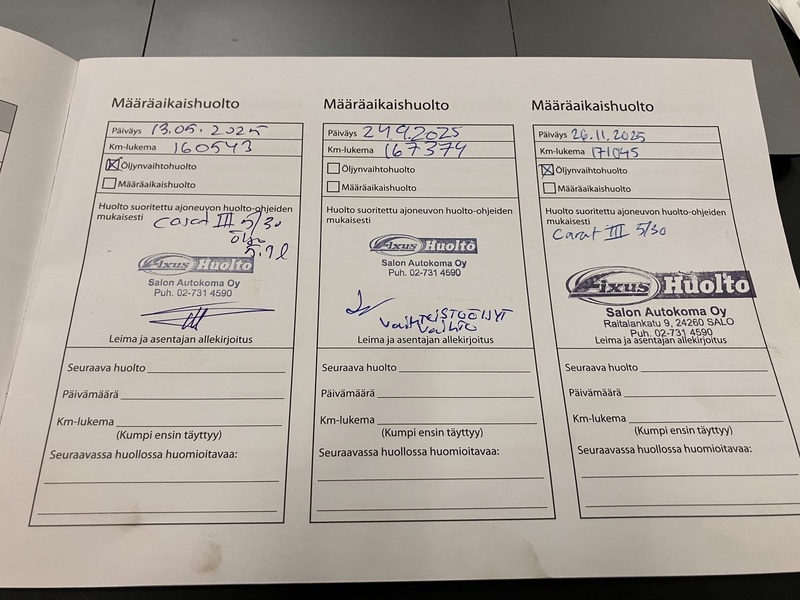 Määräaikaishuolto
Päiväys 13.05.2025
Km-lukema 160543
Öljynvaihtohuolto
Määräaikaishuolto
Huolto suoritettu ajoneuvon huolto-ohjeiden
mukaisesti
Carat III 5/30
5.9l
Fixus Huolto
Salon Autokoma Oy
Puh. 02-731 4590
Leima ja asentajan allekirjoitus
Seuraava huolto
Päivämäärä
Km-lukema
(Kumpi ensin täyttyy)
Seuraavassa huollossa huomioitavaa:
Määräaikaishuolto
Päiväys 24.9.2025
Km-lukema 167374
Öljynvaihtohuolto
Määräaikaishuolto
Huolto suoritettu ajoneuvon huolto-ohjeiden
mukaisesti
Fixus Huolto
Salon Autokoma Oy
Puh. 02-731 4590
Leima ja asentajan allekirjoitus
Seuraava huolto
Päivämäärä
Km-lukema
(Kumpi ensin täyttyy)
Seuraavassa huollossa huomioitavaa:
Määräaikaishuolto
Päiväys 26.11.2025
Km-lukema 171045
Öljynvaihtohuolto
Määräaikaishuolto
Huolto suoritettu ajoneuvon huolto-ohjeiden
mukaisesti
Carat III 5/30
Fixus Huolto
Salon Autokoma Oy
Raitalankatu 9, 24260 SALO
Puh. 02-731 4590
Leima ja asentajan allekirjoitus
Seuraava huolto
Päivämäärä
Km-lukema
(Kumpi ensin täyttyy)
Seuraavassa huollossa huomioitavaa: